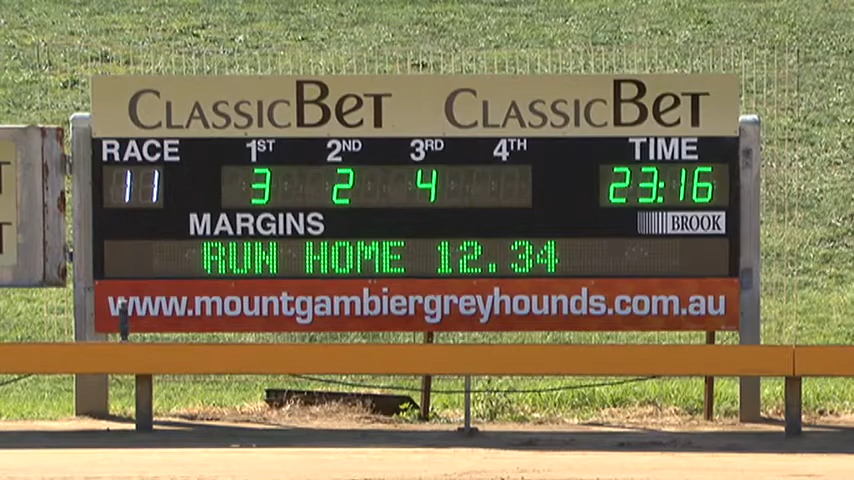 CLASSICBET CLASSICBET
RACE 1ST 2ND 3RD 4TH TIME
11 3 2 4 23:16
MARGINS BROOK
RUN HOME 12.34
www.mountgambiergreyhounds.com.au